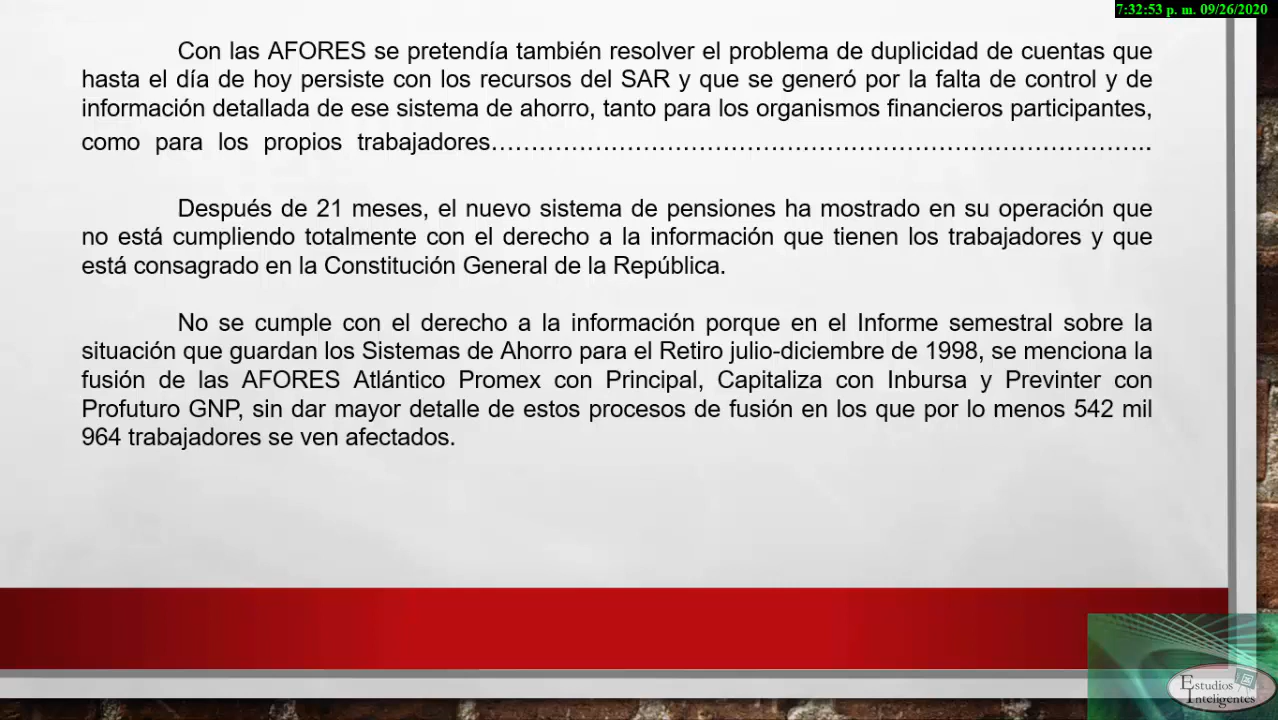 7:32:53 p. m. 09/26/2020
Con las AFORES se pretendía también resolver el problema de duplicidad de cuentas que
hasta el día de hoy persiste con los recursos del SAR y que se generó por la falta de control y de
información detallada de ese sistema de ahorro, tanto para los organismos financieros participantes,
como para los propios trabajadores…………………………………………………………………………..
Después de 21 meses, el nuevo sistema de pensiones ha mostrado en su operación que
no está cumpliendo totalmente con el derecho a la información que tienen los trabajadores y que
está consagrado en la Constitución General de la República.
No se cumple con el derecho a la información porque en el Informe semestral sobre la
situación que guardan los Sistemas de Ahorro para el Retiro julio-diciembre de 1998, se menciona la
fusión de las AFORES Atlántico Promex con Principal, Capitaliza con Inbursa y Previnter con
Profuturo GNP, sin dar mayor detalle de estos procesos de fusión en los que por lo menos 542 mil
964 trabajadores se ven afectados.
Estudios
Inteligentes